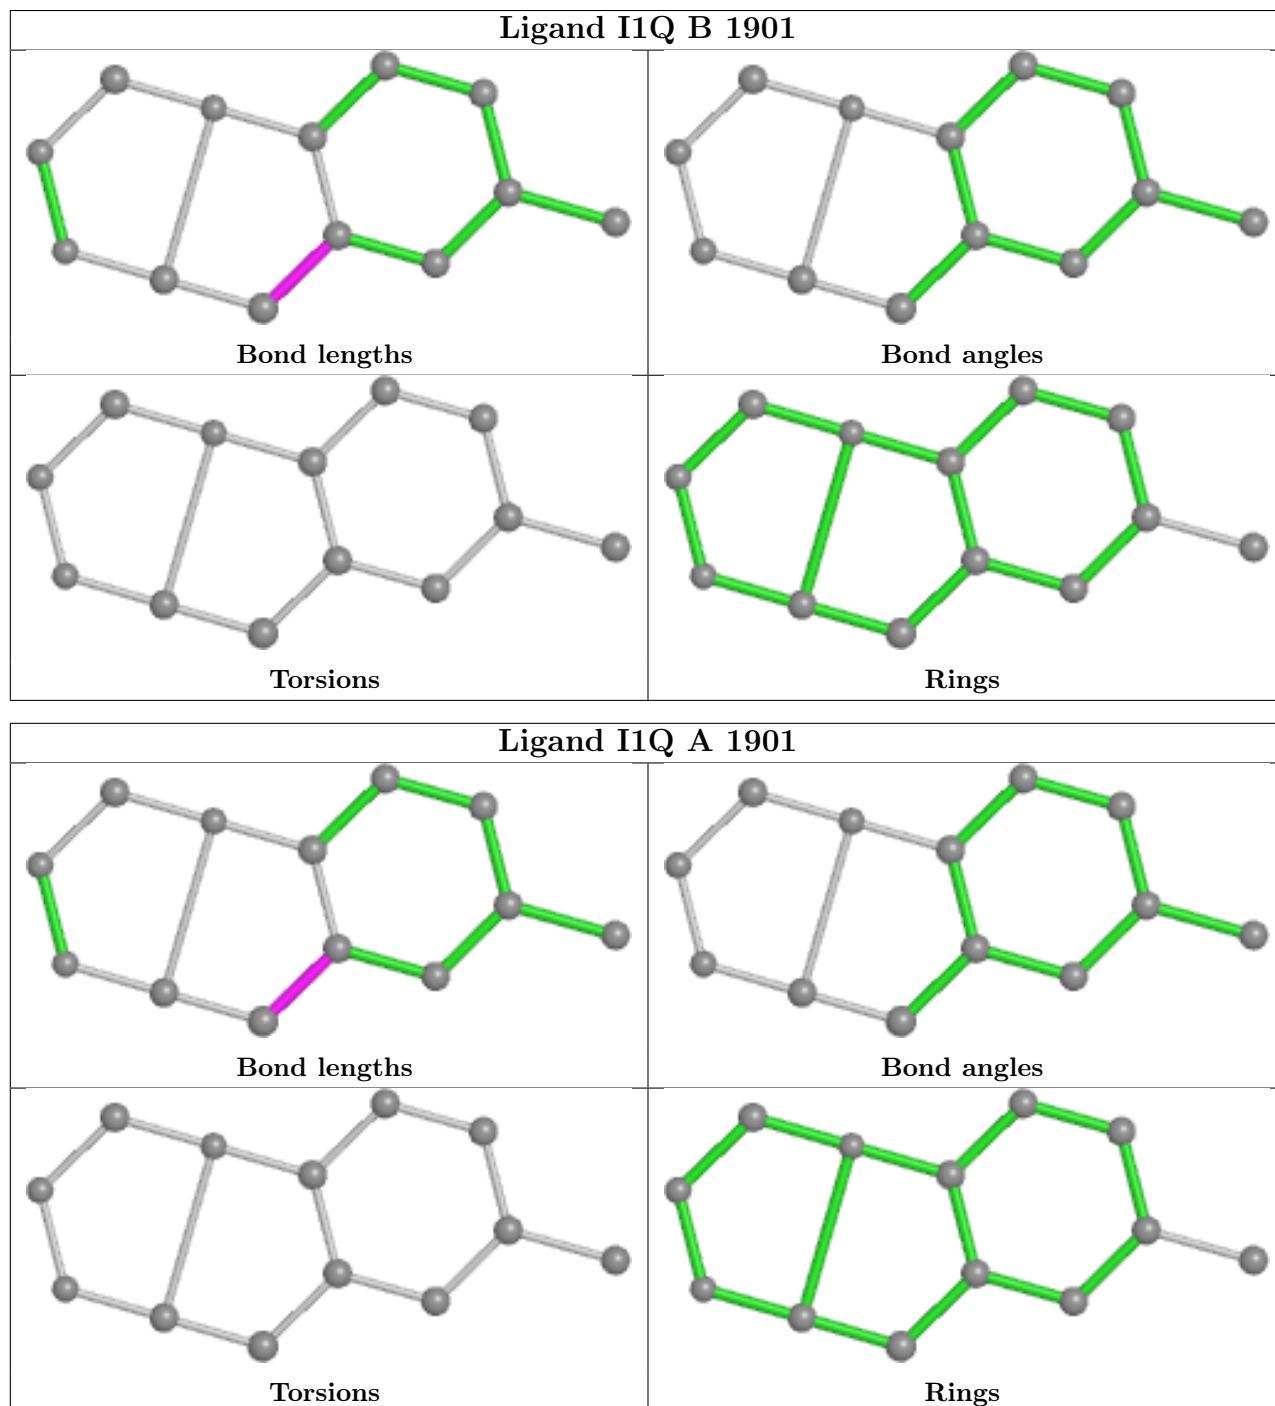 Ligand I1Q B 1901
Bond lengths
Bond angles
Torsions
Rings
Ligand I1Q A 1901
Bond lengths
Bond angles
Torsions
Rings